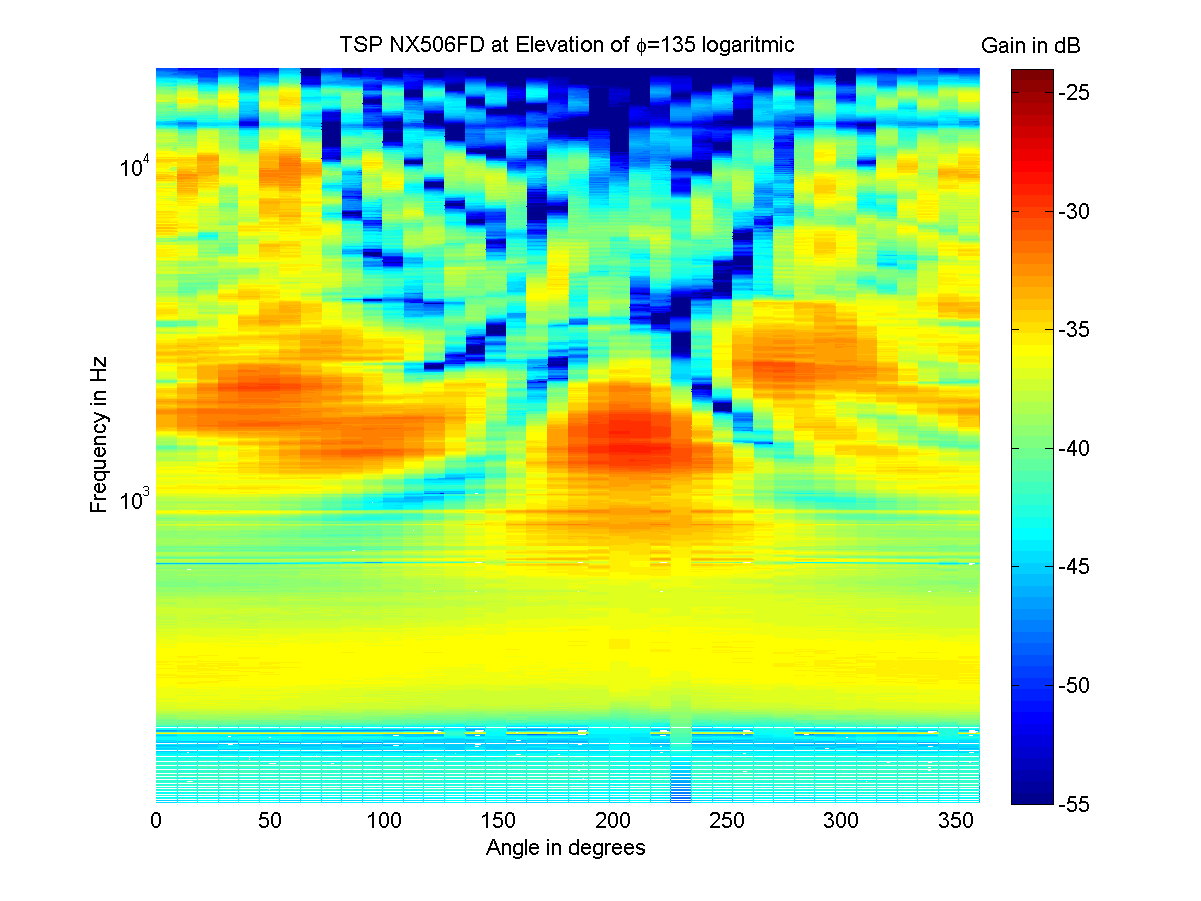 TSP NX506FD at Elevation of ϕ=135 logaritmic
Gain in dB
-25
-30
-35
-40
-45
-50
-55
10^4
10^3
Frequency in Hz
0 50 100 150 200 250 300 350
Angle in degrees